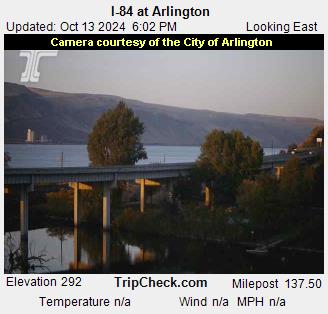 I-84 at Arlington
Updated: Oct 13 2024 6:02 PM Looking East
Camera courtesy of the City of Arlington
Elevation 292 TripCheck.com Milepost 137.50
Temperature n/a Wind n/a MPH n/a